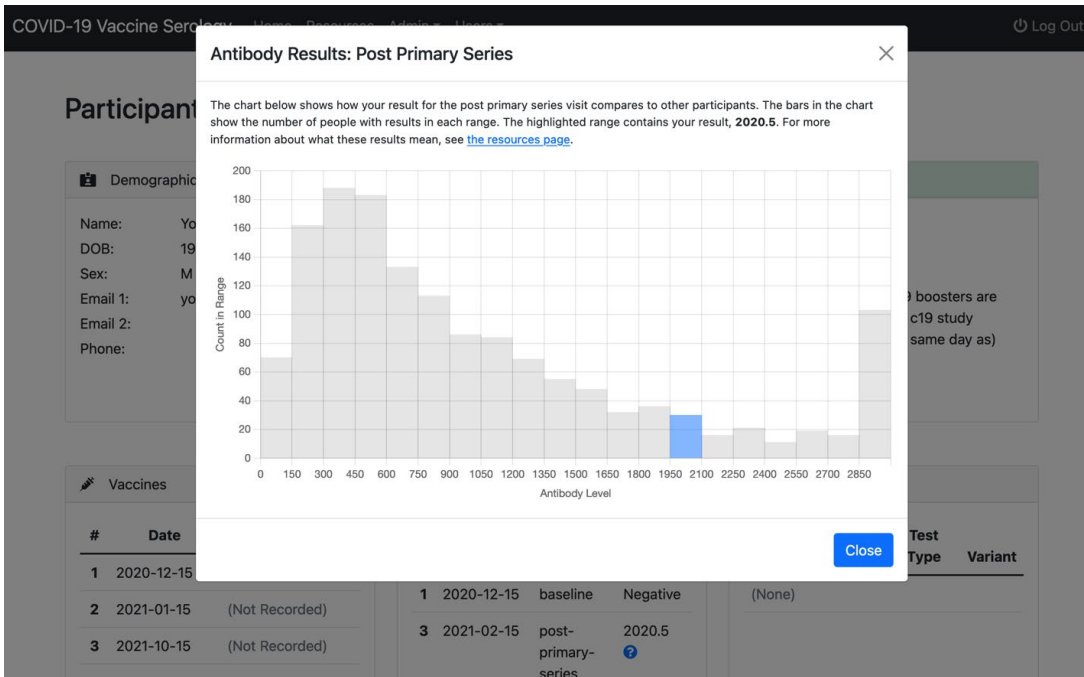 COVID-19 Vaccine Serology Home Resources Admin Users Log Out
Antibody Results: Post Primary Series
Participant
The chart below shows how your result for the post primary series visit compares to other participants. The bars in the chart
show the number of people with results in each range. The highlighted range contains your result, 2020.5. For more
information about what these results mean, see the resources page.
200
180
160
140
120
100
80
60
40
20
0
Count in Range
0 150 300 450 600 750 900 1050 1200 1350 1500 1650 1800 1950 2100 2250 2400 2550 2700 2850
Antibody Level
Close
Demographic
Name: Yo
DOB: 19
Sex: M
Email 1: yo
Email 2:
Phone:
9 boosters are
c19 study
same day as)
Vaccines
# Date
1 2020-12-15
2 2021-01-15 (Not Recorded)
3 2021-10-15 (Not Recorded)
1 2020-12-15 baseline Negative
3 2021-02-15 post- 2020.5
primary-
series
Test
Type Variant
(None)